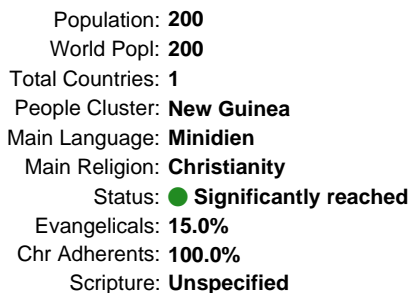 Population: 200
World Popl: 200
Total Countries: 1
People Cluster: New Guinea
Main Language: Minidien
Main Religion: Christianity
Status: Significantly reached
Evangelicals: 15.0%
Chr Adherents: 100.0%
Scripture: Unspecified